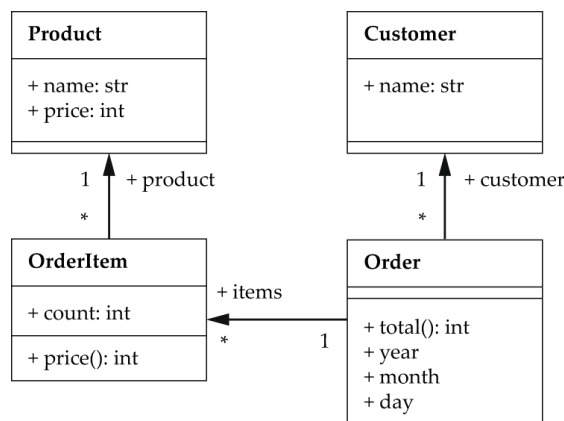 Product
+ name: str
+ price: int
Customer
+ name: str
1
+ product
*
1
+ customer
*
OrderItem
+ count: int
+ price(): int
+ items
*
1
Order
+ total(): int
+ year
+ month
+ day